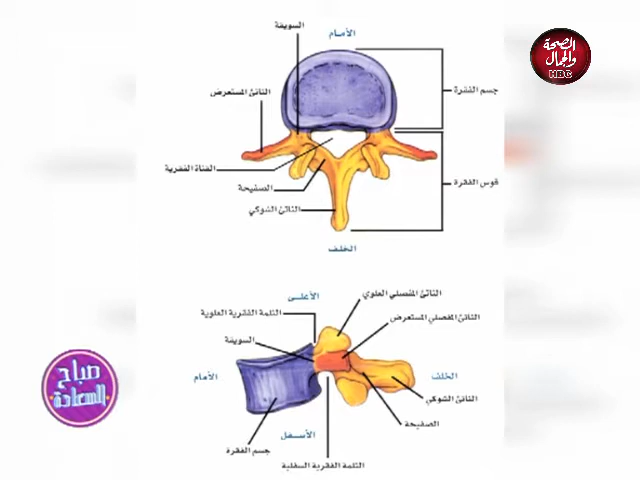 الصحة
والجمال
HBC
السويقة
الأمام
جسم الفقرة
الناتئ المستعرض
القناة الفقرية
قوس الفقرة
الصفيحة
الناتئ الشوكي
الخلف
الأعلى
الناتئ المفصلي العلوي
الثلمة الفقرية العلوية
الناتئ المفصلي المستعرض
السويقة
الأمام
الخلف
الناتئ الشوكي
الصفيحة
الأسفل
جسم الفقرة
الثلمة الفقرية السفلية
صباح
السعادة